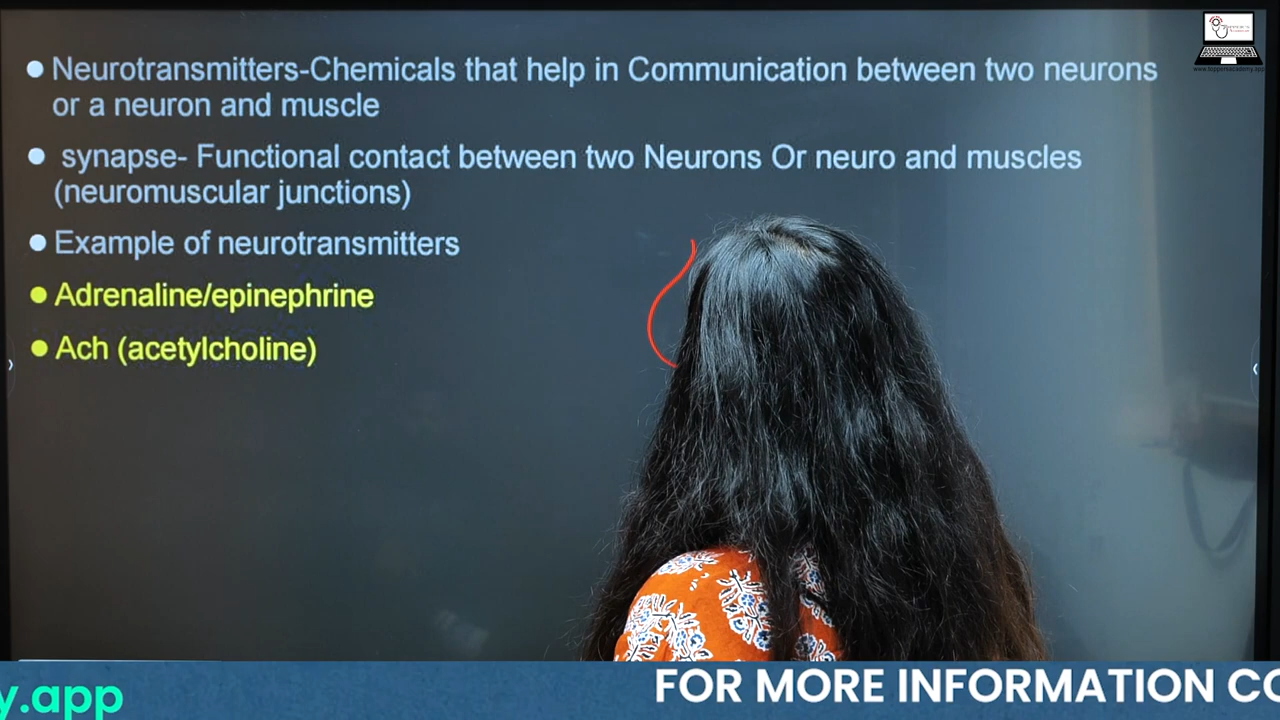 Neurotransmitters-Chemicals that help in Communication between two neurons
or a neuron and muscle
synapse- Functional contact between two Neurons Or neuro and muscles
(neuromuscular junctions)
Example of neurotransmitters
Adrenaline/epinephrine
Ach (acetylcholine)
y.app
FOR MORE INFORMATION CO